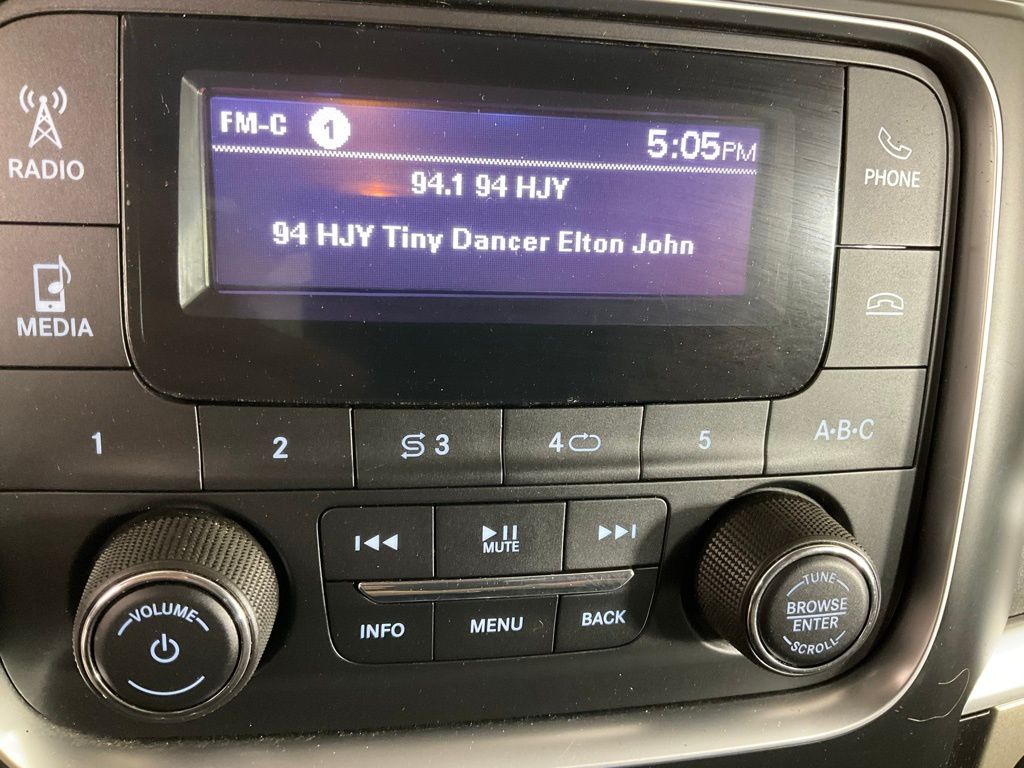 RADIO
FM-C 1 5:05PM
94.1 94 HJY
94 HJY Tiny Dancer Elton John
PHONE
MEDIA
1 2 3 4 5 A·B·C
MUTE
INFO MENU BACK
VOLUME
TUNE
BROWSE
ENTER
SCROLL